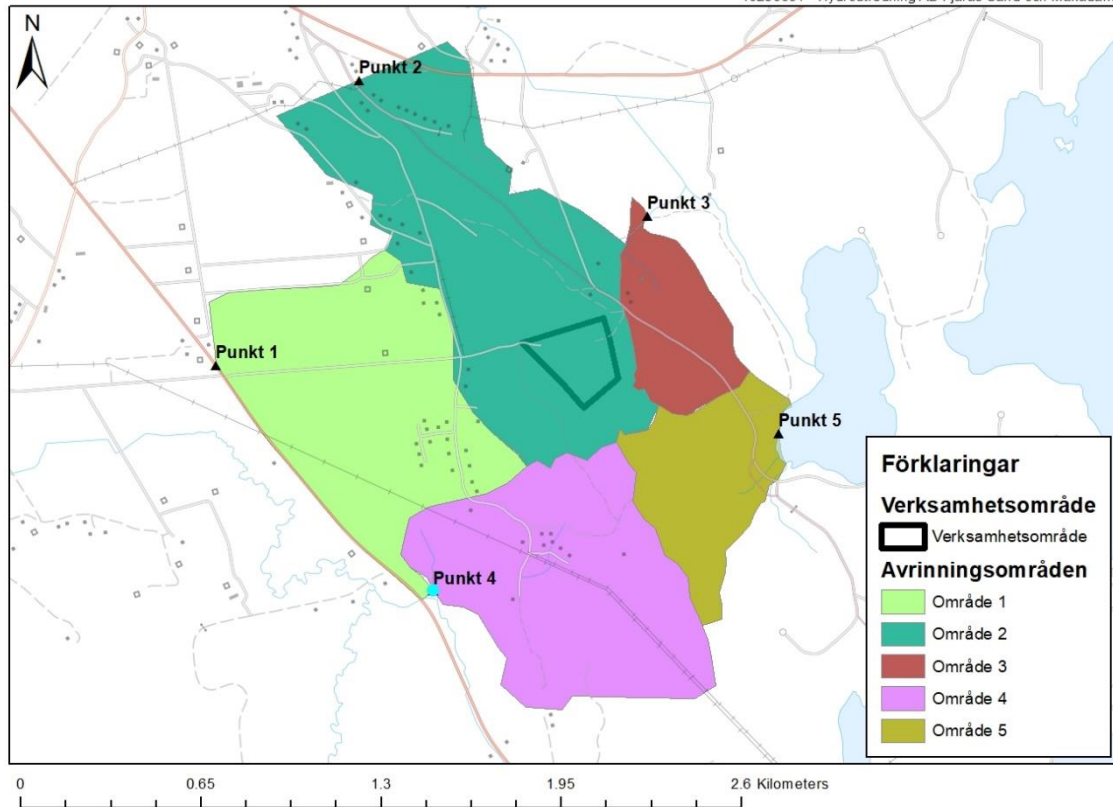 N
Punkt 2
Punkt 3
Punkt 1
Punkt 5
Punkt 4
Förklaringar
Verksamhetsområde
Verksamhetsområde
Avrinningsområden
Område 1
Område 2
Område 3
Område 4
Område 5
0 0.65 1.3 1.95 2.6 Kilometers